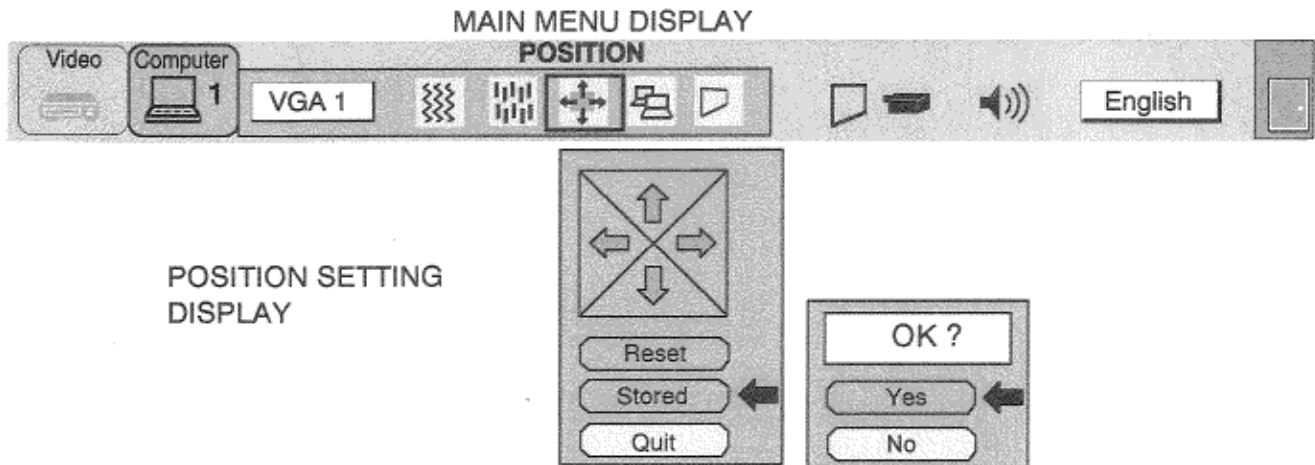 MAIN MENU DISPLAY
POSITION
Video
Computer
1
VGA 1
English
POSITION SETTING
DISPLAY
Reset
Stored
Quit
OK ?
Yes
No